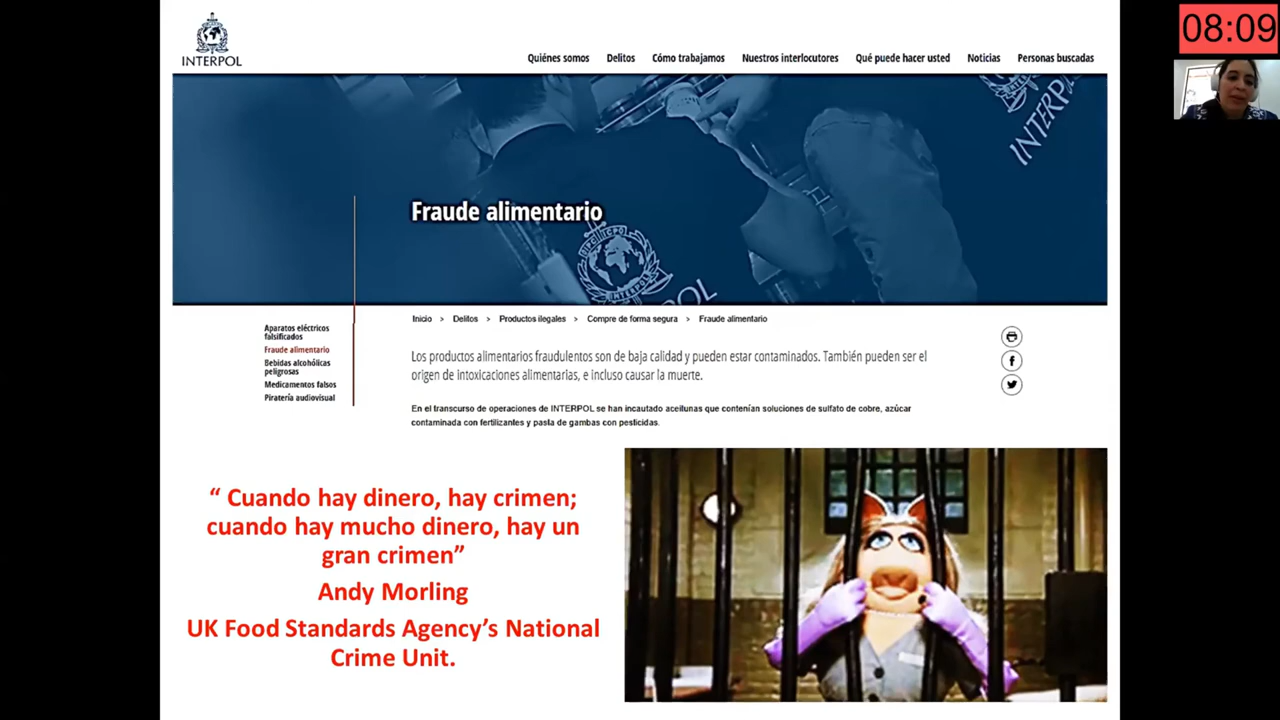 08:09
INTERPOL
Quiénes somos Delitos Cómo trabajamos Nuestros interlocutores Qué puede hacer usted Noticias Personas buscadas
INTERPOL
Fraude alimentario
INTERPOL
POL
Inicio > Delitos > Productos ilegales > Compre de forma segura > Fraude alimentario
Aparatos eléctricos
falsificados
Fraude alimentario
Bebidas alcohólicas
peligrosas
Medicamentos falsos
Piratería audiovisual
Los productos alimentarios fraudulentos son de baja calidad y pueden estar contaminados. También pueden ser el
origen de intoxicaciones alimentarias, e incluso causar la muerte.
En el transcurso de operaciones de INTERPOL se han incautado aceitunas que contenían soluciones de sulfato de cobre, azúcar
contaminada con fertilizantes y pasta de gambas con pesticidas.
“ Cuando hay dinero, hay crimen;
cuando hay mucho dinero, hay un
gran crimen”
Andy Morling
UK Food Standards Agency’s National
Crime Unit.